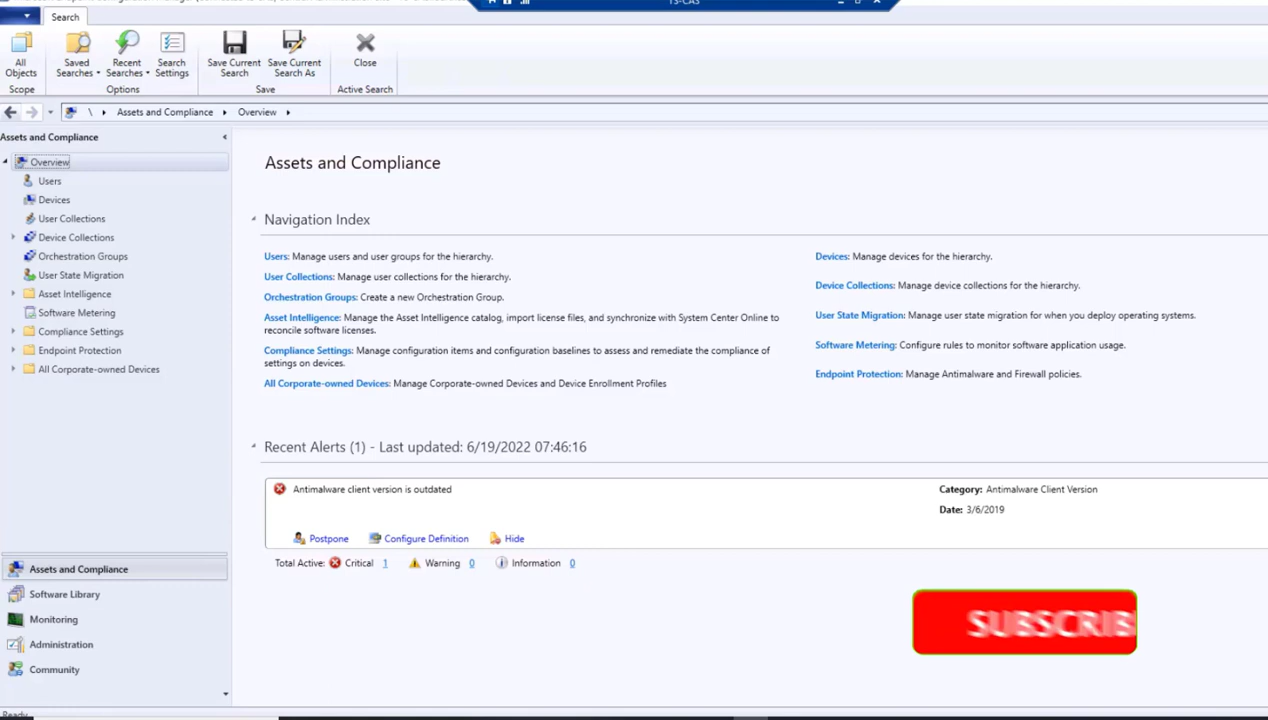 TS-CAS
Search
All Objects
Saved Searches
Recent Searches
Search Settings
Save Current Search
Save Current Search As
Close
Scope
Options
Save
Active Search
\ Assets and Compliance Overview
Assets and Compliance
Overview
Users
Devices
User Collections
Device Collections
Orchestration Groups
User State Migration
Asset Intelligence
Software Metering
Compliance Settings
Endpoint Protection
All Corporate-owned Devices
Assets and Compliance
Software Library
Monitoring
Administration
Community
Assets and Compliance
Navigation Index
Users: Manage users and user groups for the hierarchy.
User Collections: Manage user collections for the hierarchy.
Orchestration Groups: Create a new Orchestration Group.
Asset Intelligence: Manage the Asset Intelligence catalog, import license files, and synchronize with System Center Online to
reconcile software licenses.
Compliance Settings: Manage configuration items and configuration baselines to assess and remediate the compliance of
settings on devices.
All Corporate-owned Devices: Manage Corporate-owned Devices and Device Enrollment Profiles
Devices: Manage devices for the hierarchy.
Device Collections: Manage device collections for the hierarchy.
User State Migration: Manage user state migration for when you deploy operating systems.
Software Metering: Configure rules to monitor software application usage.
Endpoint Protection: Manage Antimalware and Firewall policies.
Recent Alerts (1) - Last updated: 6/19/2022 07:46:16
Antimalware client version is outdated
Category: Antimalware Client Version
Date: 3/6/2019
Postpone Configure Definition Hide
Total Active: Critical 1 Warning 0 Information 0
SUBSCRIB
Ready